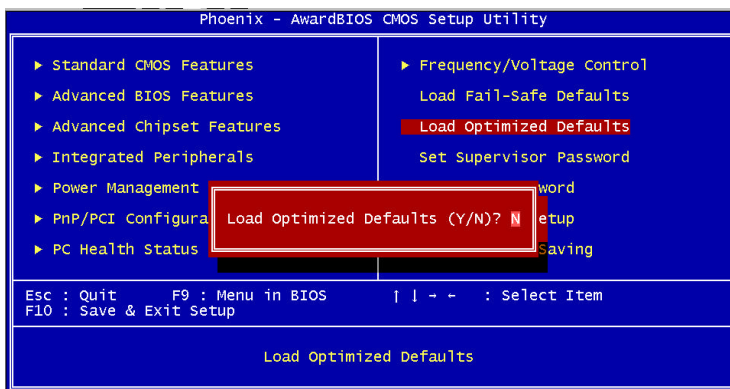 Phoenix - AwardBIOS CMOS Setup Utility
▶ Standard CMOS Features
▶ Advanced BIOS Features
▶ Advanced Chipset Features
▶ Integrated Peripherals
▶ Power Management
▶ PnP/PCI Configura
▶ PC Health Status
▶ Frequency/Voltage Control
Load Fail-Safe Defaults
Load Optimized Defaults
Set Supervisor Password
word
etup
Saving
Load Optimized Defaults (Y/N)? N
Esc : Quit F9 : Menu in BIOS ↑ ↓ → ← : Select Item
F10 : Save & Exit Setup
Load Optimized Defaults